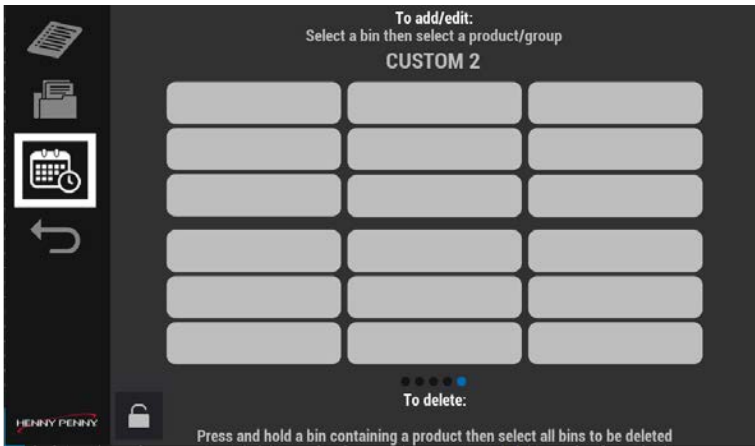 To add/edit:
Select a bin then select a product/group
CUSTOM 2
To delete:
HENNY PENNY
Press and hold a bin containing a product then select all bins to be deleted